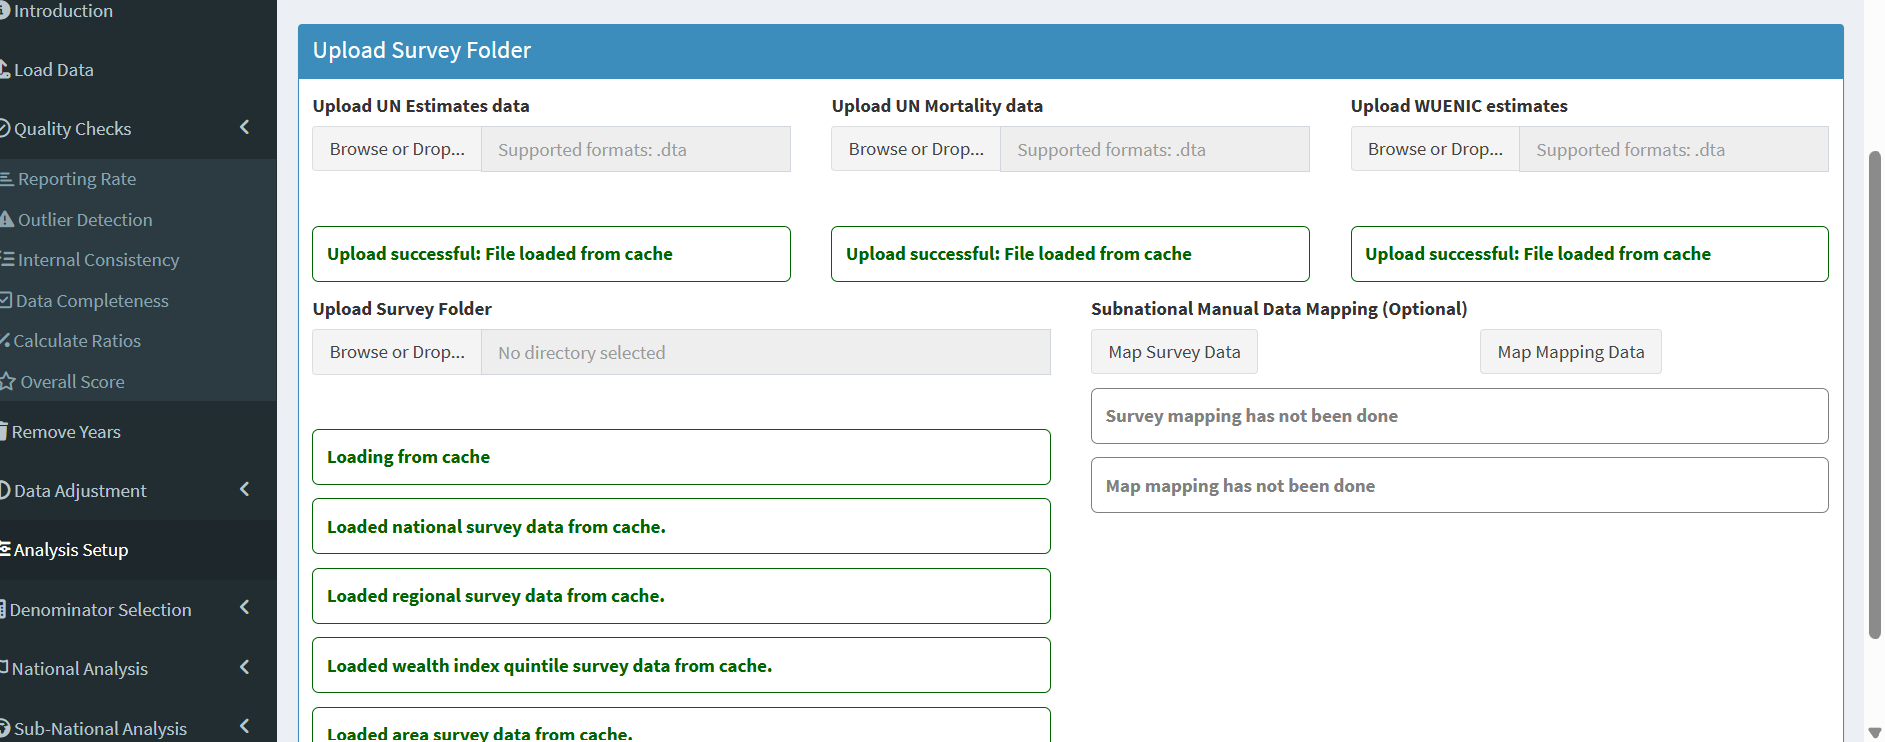 Introduction
Load Data
Quality Checks
Reporting Rate
Outlier Detection
Internal Consistency
Data Completeness
Calculate Ratios
Overall Score
Remove Years
Data Adjustment
Analysis Setup
Denominator Selection
National Analysis
Sub-National Analysis
Upload Survey Folder
Upload UN Estimates data
Browse or Drop... Supported formats: .dta
Upload successful: File loaded from cache
Upload UN Mortality data
Browse or Drop... Supported formats: .dta
Upload successful: File loaded from cache
Upload WUENIC estimates
Browse or Drop... Supported formats: .dta
Upload successful: File loaded from cache
Upload Survey Folder
Browse or Drop... No directory selected
Loading from cache
Loaded national survey data from cache.
Loaded regional survey data from cache.
Loaded wealth index quintile survey data from cache.
Loaded area survey data from cache.
Subnational Manual Data Mapping (Optional)
Map Survey Data Map Mapping Data
Survey mapping has not been done
Map mapping has not been done